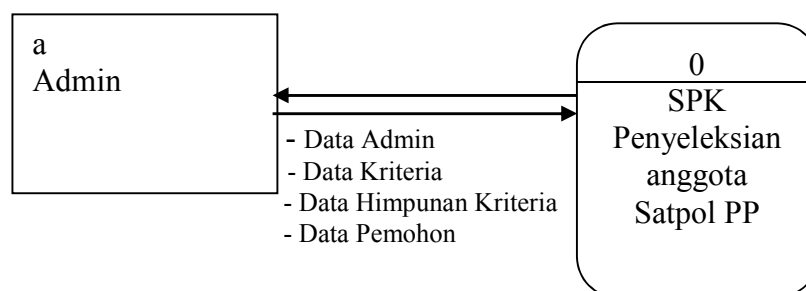 a
Admin
- Data Admin
- Data Kriteria
- Data Himpunan Kriteria
- Data Pemohon
0
SPK
Penyeleksian
anggota
Satpol PP